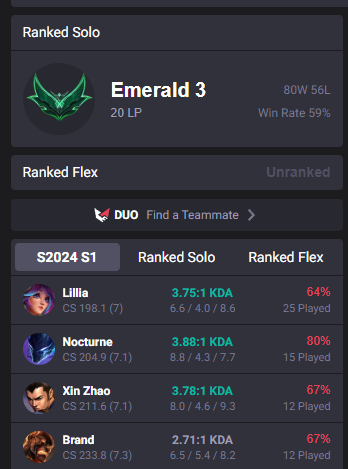 Ranked Solo
Emerald 3
80W 56L
20 LP
Win Rate 59%
Ranked Flex
Unranked
DUO Find a Teammate
S2024 S1 Ranked Solo Ranked Flex
Lillia 3.75:1 KDA 64%
CS 198.1 (7) 6.6 / 4.0 / 8.6 25 Played
Nocturne 3.88:1 KDA 80%
CS 204.9 (7.1) 8.8 / 4.3 / 7.7 15 Played
Xin Zhao 3.78:1 KDA 67%
CS 211.6 (7.1) 8.0 / 4.6 / 9.3 12 Played
Brand 2.71:1 KDA 67%
CS 233.8 (7.3) 6.5 / 5.4 / 8.2 12 Played